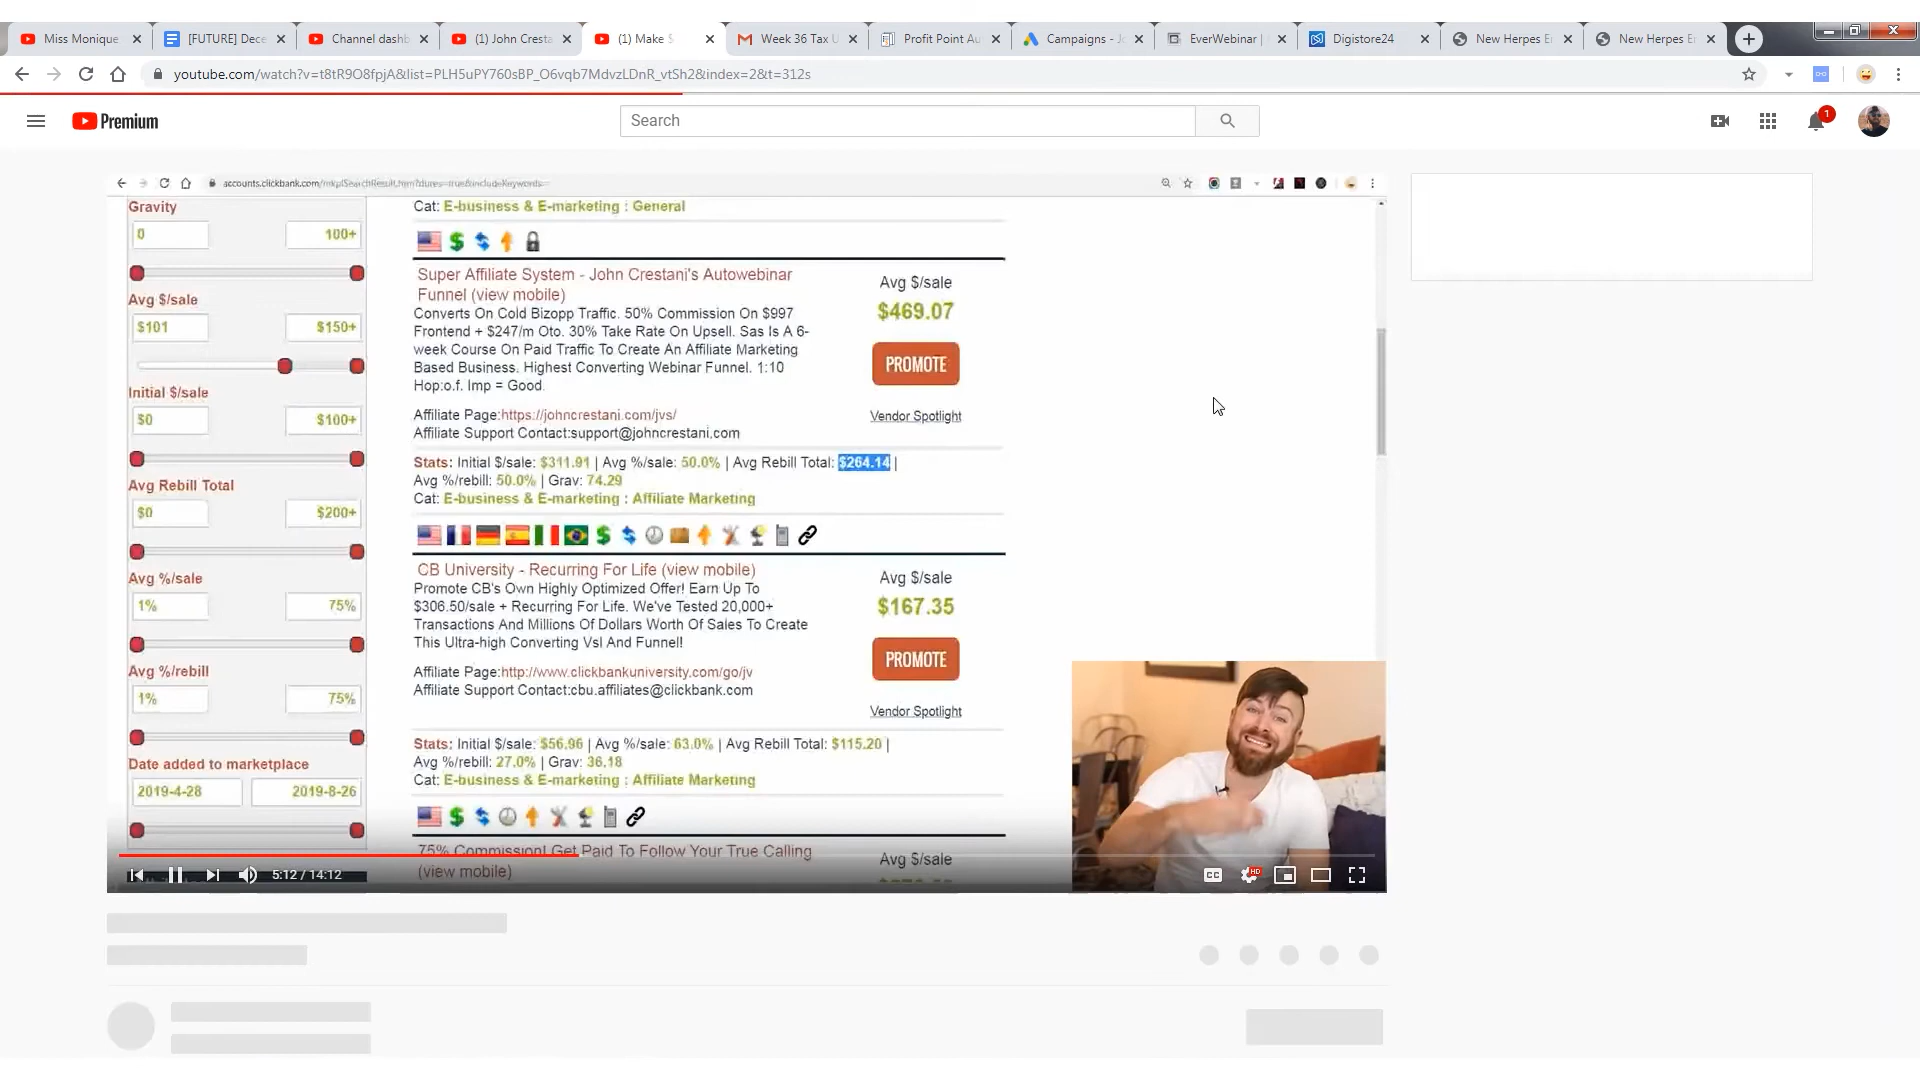 Miss Monique
[FUTURE] Dece
Channel dashb
(1) John Cresta
(1) Make $
Week 36 Tax U
Profit Point Au
Campaigns - J
EverWebinar |
Digistore24
New Herpes E
New Herpes E
youtube.com/watch?v=t8tR9O8fpjA&list=PLH5uPY760sBP_O6vqb7MdvzLDnR_vtSh2&index=2&t=312s
Premium
Search
1
accounts.clickbank.com/mkplSearchResult.htm?dores=true&includeKeywords=
Gravity
0 100+
Avg $/sale
$101 $150+
Initial $/sale
$0 $100+
Avg Rebill Total
$0 $200+
Avg %/sale
1% 75%
Avg %/rebill
1% 75%
Date added to marketplace
2019-4-28 2019-8-26
Cat: E-business & E-marketing : General
Super Affiliate System - John Crestani's Autowebinar
Funnel (view mobile)
Converts On Cold Bizopp Traffic. 50% Commission On $997
Frontend + $247/m Oto. 30% Take Rate On Upsell. Sas Is A 6-
week Course On Paid Traffic To Create An Affiliate Marketing
Based Business. Highest Converting Webinar Funnel. 1:10
Hop:o.f. Imp = Good.
Affiliate Page:https://johncrestani.com/jvs/
Affiliate Support Contact:support@johncrestani.com
Avg $/sale
$469.07
PROMOTE
Vendor Spotlight
Stats: Initial $/sale: $311.91 | Avg %/sale: 50.0% | Avg Rebill Total: $264.14 |
Avg %/rebill: 50.0% | Grav: 74.29
Cat: E-business & E-marketing : Affiliate Marketing
CB University - Recurring For Life (view mobile)
Promote CB's Own Highly Optimized Offer! Earn Up To
$306.50/sale + Recurring For Life. We've Tested 20,000+
Transactions And Millions Of Dollars Worth Of Sales To Create
This Ultra-high Converting Vsl And Funnel!
Affiliate Page:http://www.clickbankuniversity.com/go/jv
Affiliate Support Contact:cbu.affiliates@clickbank.com
Avg $/sale
$167.35
PROMOTE
Vendor Spotlight
Stats: Initial $/sale: $56.96 | Avg %/sale: 63.0% | Avg Rebill Total: $115.20 |
Avg %/rebill: 27.0% | Grav: 36.18
Cat: E-business & E-marketing : Affiliate Marketing
75% Commission! Get Paid To Follow Your True Calling
(view mobile)
Avg $/sale
5:12 / 14:12
CC
HD